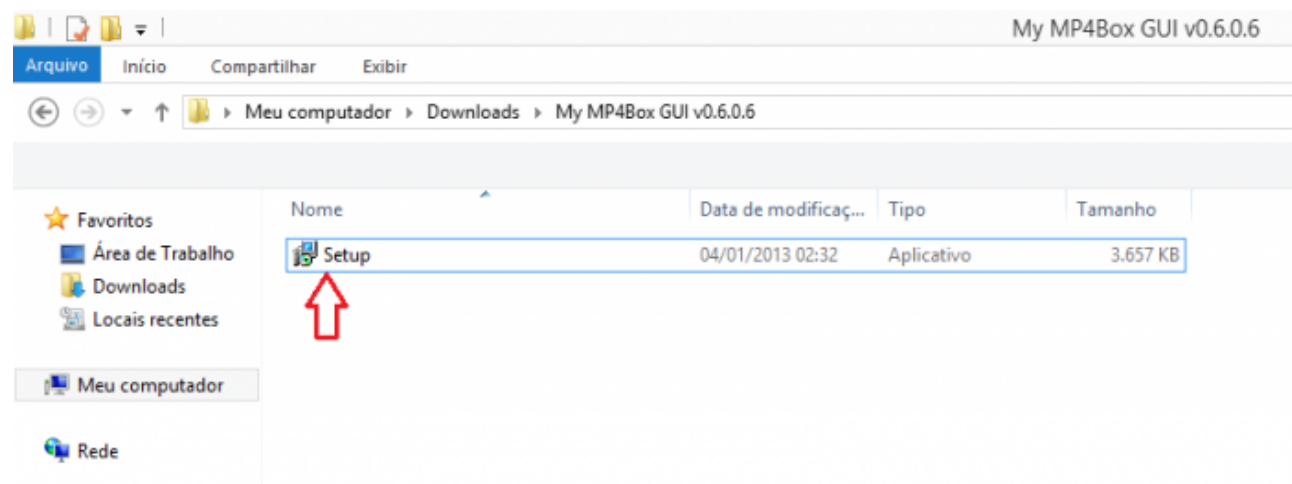 My MP4Box GUI v0.6.0.6
Arquivo Início Compartilhar Exibir
Meu computador Downloads My MP4Box GUI v0.6.0.6
Nome Data de modificaç... Tipo Tamanho
Favoritos
Área de Trabalho
Setup 04/01/2013 02:32 Aplicativo 3.657 KB
Downloads
Locais recentes
Meu computador
Rede